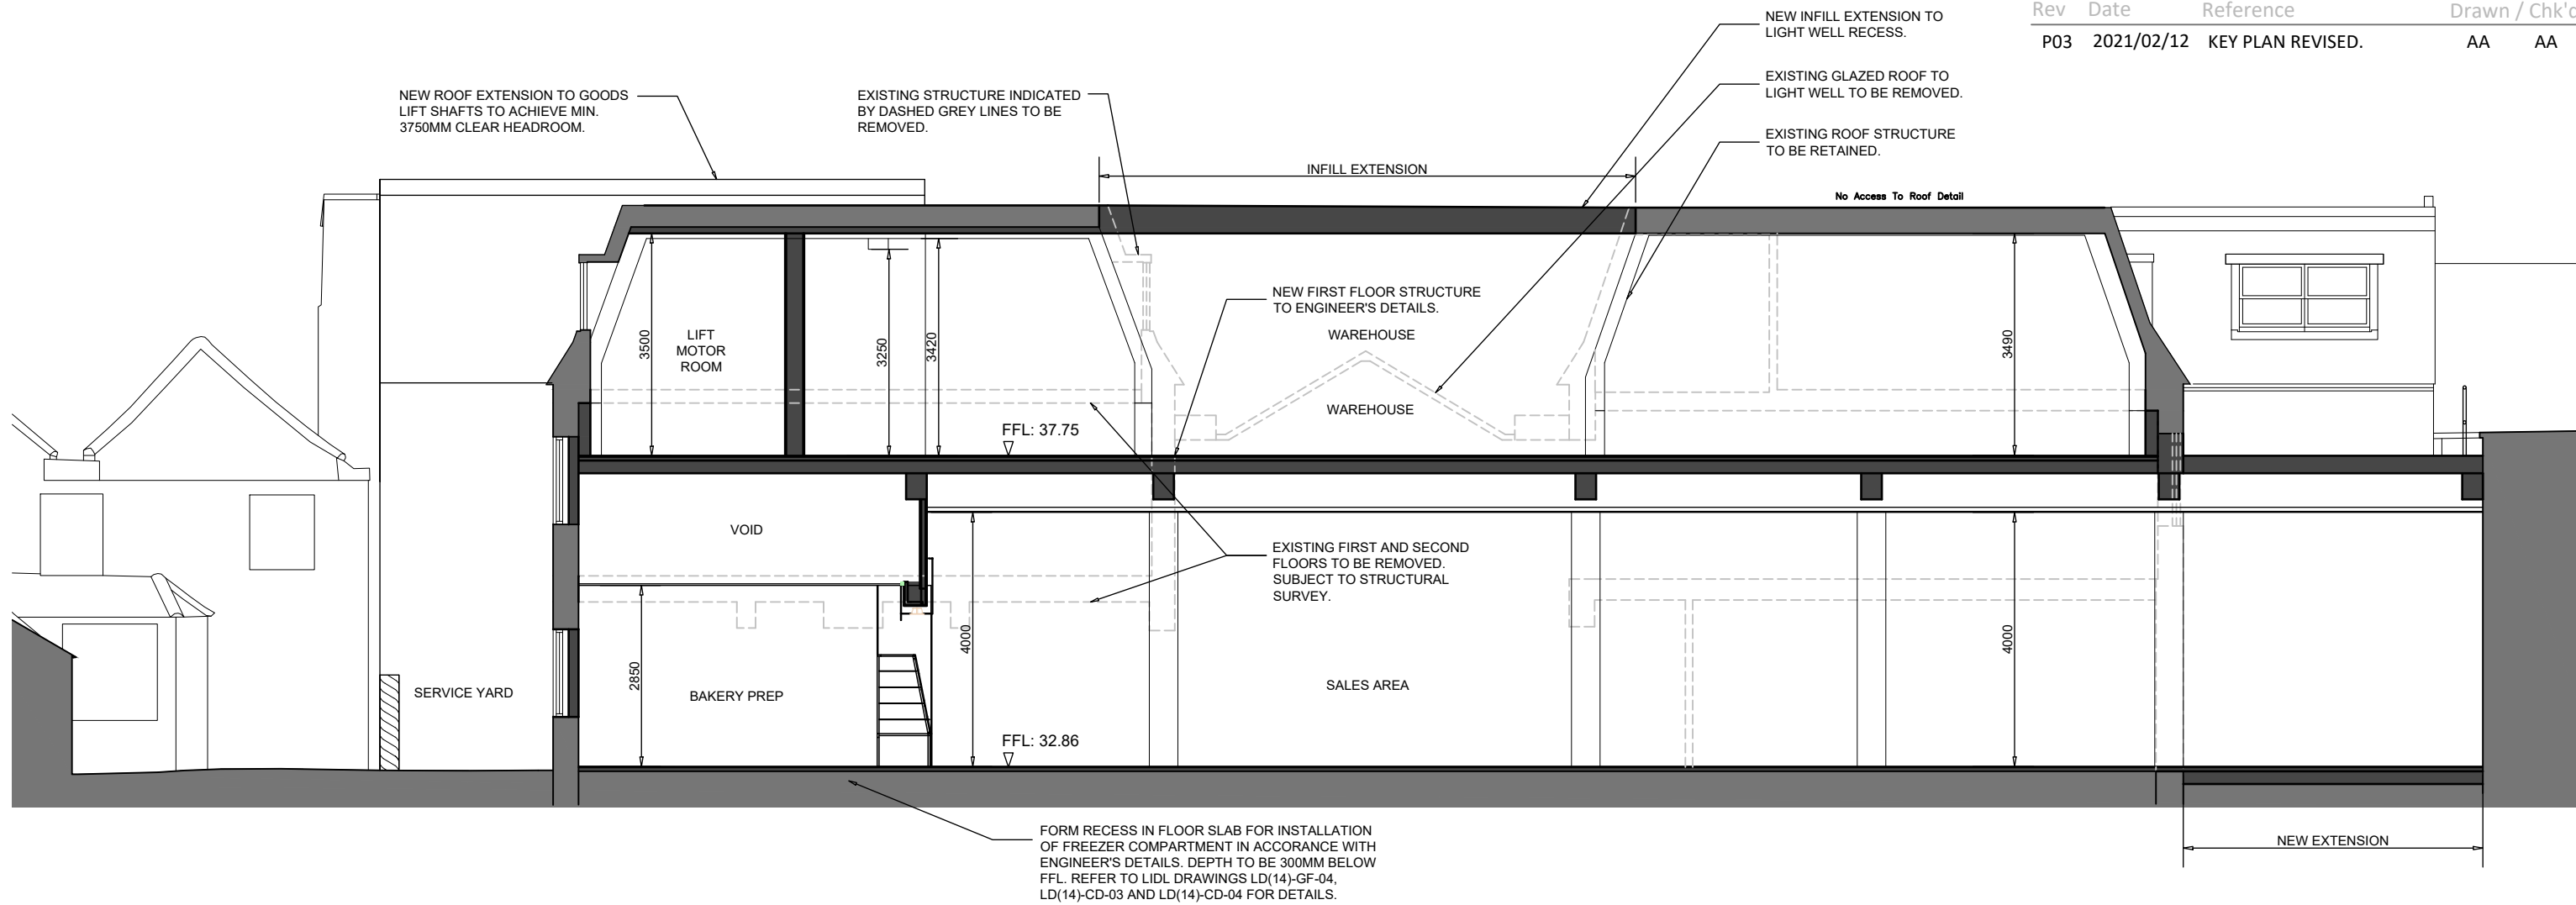 Rev Date Reference Drawn / Chk'd
P03 2021/02/12 KEY PLAN REVISED. AA AA
NEW INFILL EXTENSION TO
LIGHT WELL RECESS.
EXISTING GLAZED ROOF TO
LIGHT WELL TO BE REMOVED.
EXISTING ROOF STRUCTURE
TO BE RETAINED.
NEW ROOF EXTENSION TO GOODS
LIFT SHAFTS TO ACHIEVE MIN.
3750MM CLEAR HEADROOM.
EXISTING STRUCTURE INDICATED
BY DASHED GREY LINES TO BE
REMOVED.
INFILL EXTENSION
No Access To Roof Detail
NEW FIRST FLOOR STRUCTURE
TO ENGINEER'S DETAILS.
WAREHOUSE
3500
LIFT
MOTOR
ROOM
3250
3420
3490
WAREHOUSE
FFL: 37.75
VOID
EXISTING FIRST AND SECOND
FLOORS TO BE REMOVED.
SUBJECT TO STRUCTURAL
SURVEY.
SERVICE YARD
2850
BAKERY PREP
4000
SALES AREA
4000
FFL: 32.86
FORM RECESS IN FLOOR SLAB FOR INSTALLATION
OF FREEZER COMPARTMENT IN ACCORANCE WITH
ENGINEER'S DETAILS. DEPTH TO BE 300MM BELOW
FFL. REFER TO LIDL DRAWINGS LD(14)-GF-04,
LD(14)-CD-03 AND LD(14)-CD-04 FOR DETAILS.
NEW EXTENSION